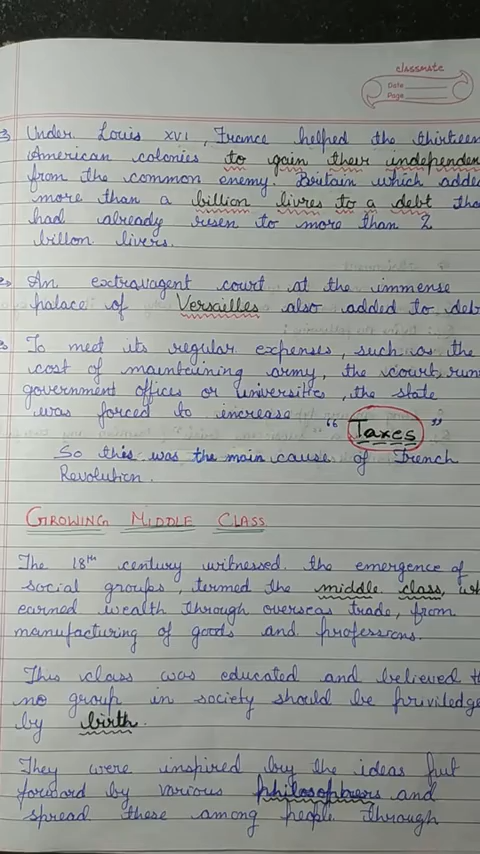 classmate
Date
Page
Under Louis XVI, France helped the thirteen
American colonies to gain their independen
from the common enemy. Britain which adde
more than a billion livres to a debt tha
had already risen to more than 2
billon livers.
An extravagent court at the immense
palace of Versailles also added to deb
To meet its regular expenses, such as the
cost of maintaining army, the court, run
government offices or universities, the state
was forced to increase " Taxes "
So this was the main cause of French
Revolution.
GROWING MIDDLE CLASS
The 18th century witnessed the emergence of
social groups, termed the middle class, wh
earned wealth through overseas trade, from
manufacturing of goods and professions.
This class was educated and believed th
no group in society should be priviledge
by birth.
They were inspired by the ideas put
forward by various philosophers and
spread these among people through